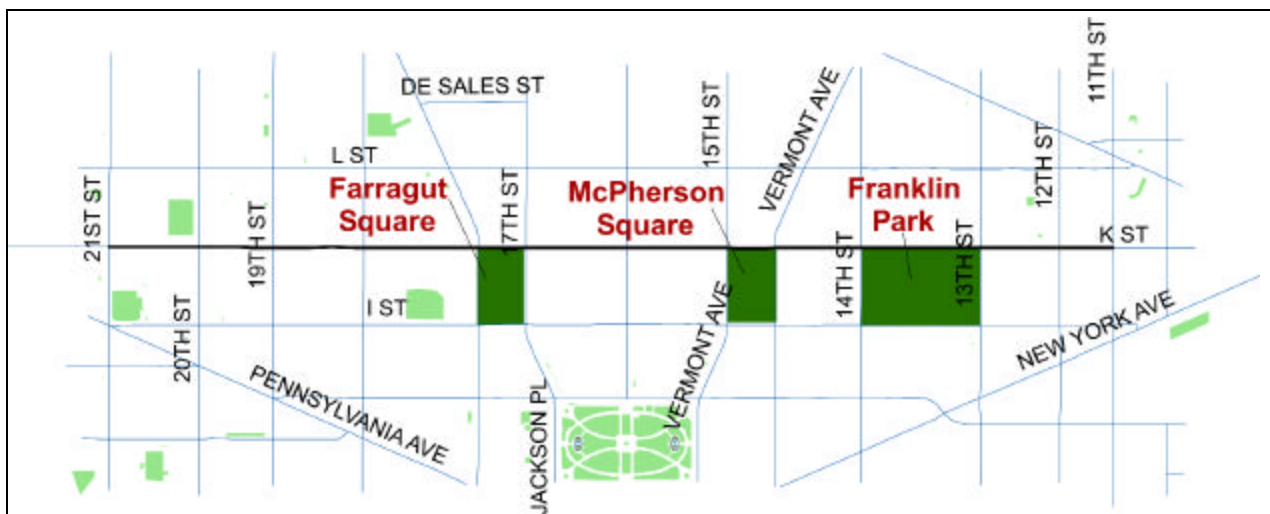 11TH ST
DE SALES ST
15TH ST
VERMONT AVE
L ST
12TH ST
Farragut
Square
McPherson
Square
Franklin
Park
21ST ST
19TH ST
17TH ST
K ST
14TH ST
13TH ST
I ST
20TH ST
VERMONT AVE
NEW YORK AVE
PENNSYLVANIA AVE
JACKSON PL